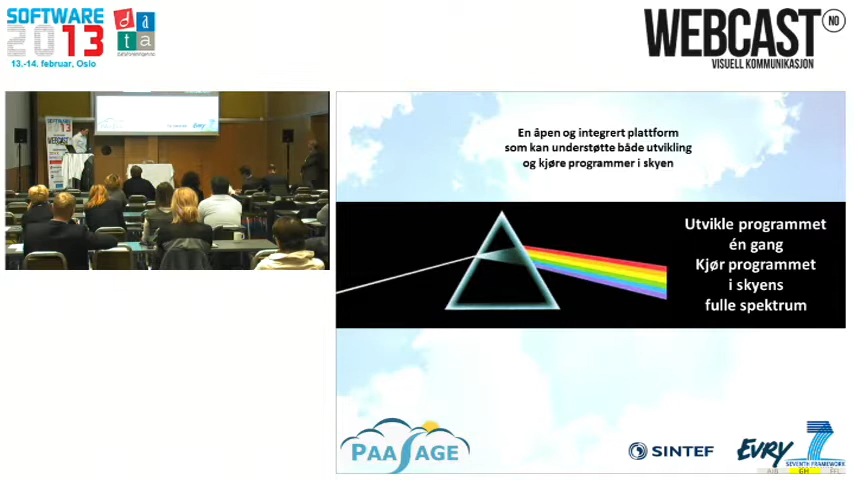 SOFTWARE
2013
13.-14. februar, Oslo
data
WEBCAST
NO
VISUELL KOMMUNIKASJON
En åpen og integrert plattform
som kan understøtte både utvikling
og kjøre programmer i skyen
Utvikle programmet
én gang
Kjør programmet
i skyens
fulle spektrum
PAASAGE
SINTEF
EVRY
7
SEVENTH FRAMEWORK